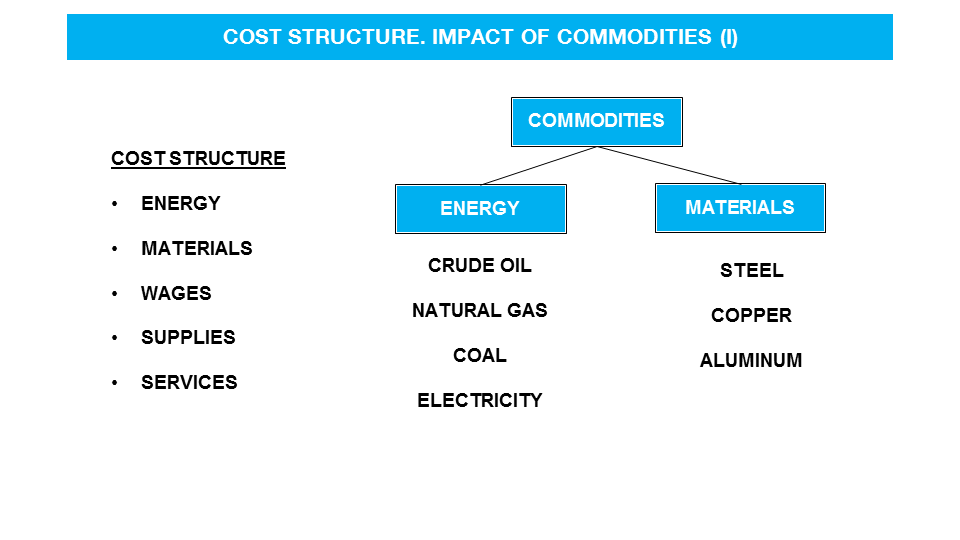 COST STRUCTURE. IMPACT OF COMMODITIES (I)
COST STRUCTURE
• ENERGY
• MATERIALS
• WAGES
• SUPPLIES
• SERVICES
COMMODITIES
ENERGY
CRUDE OIL
NATURAL GAS
COAL
ELECTRICITY
MATERIALS
STEEL
COPPER
ALUMINUM